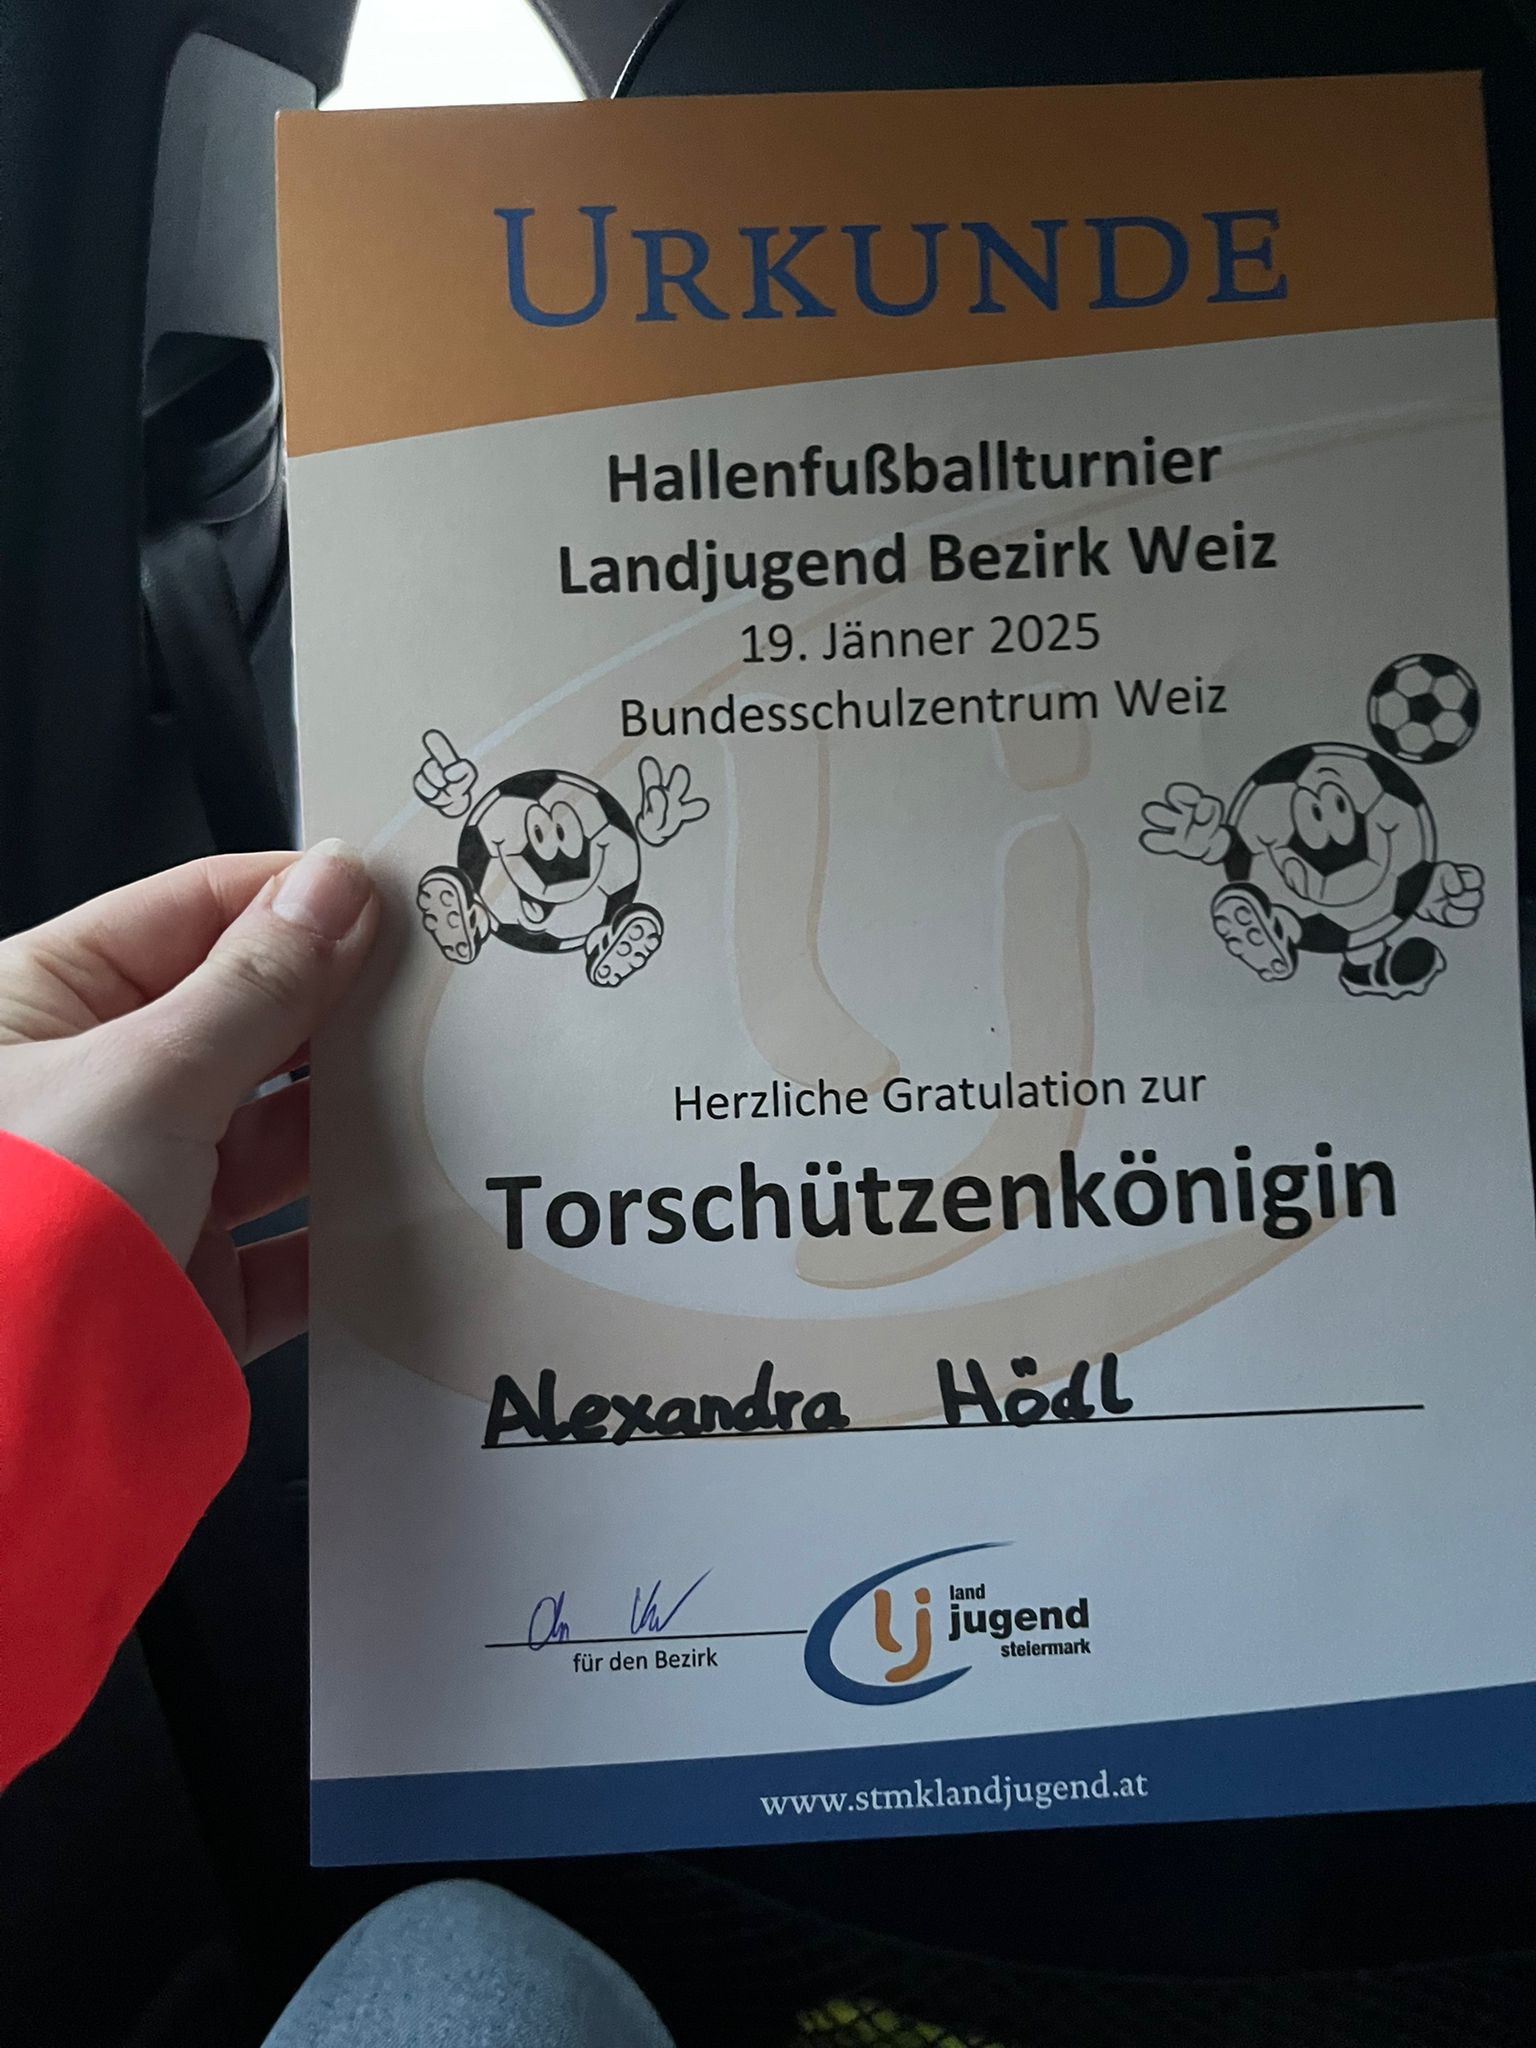 URKUNDE
Hallenfußballturnier
Landjugend Bezirk Weiz
19. Jänner 2025
Bundesschulzentrum Weiz
Herzliche Gratulation zur
Torschützenkönigin
Alexandra Hödl
für den Bezirk
lj
land
jugend
steiermark
www.stmklandjugend.at